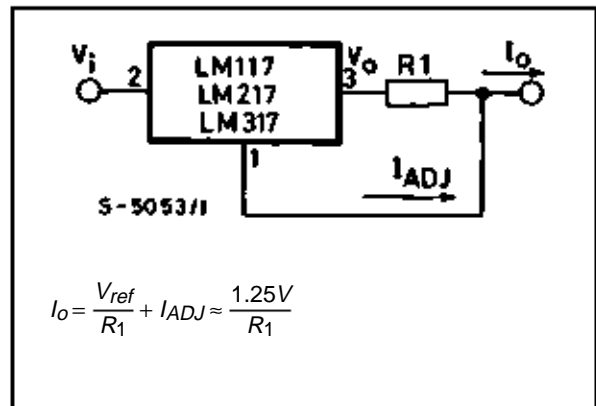 Vi 2 LM117 Vo 3 R1 Io
LM217
LM317
1
IADJ
S-5053/1
Io = Vref / R1 + IADJ ≈ 1.25V / R1